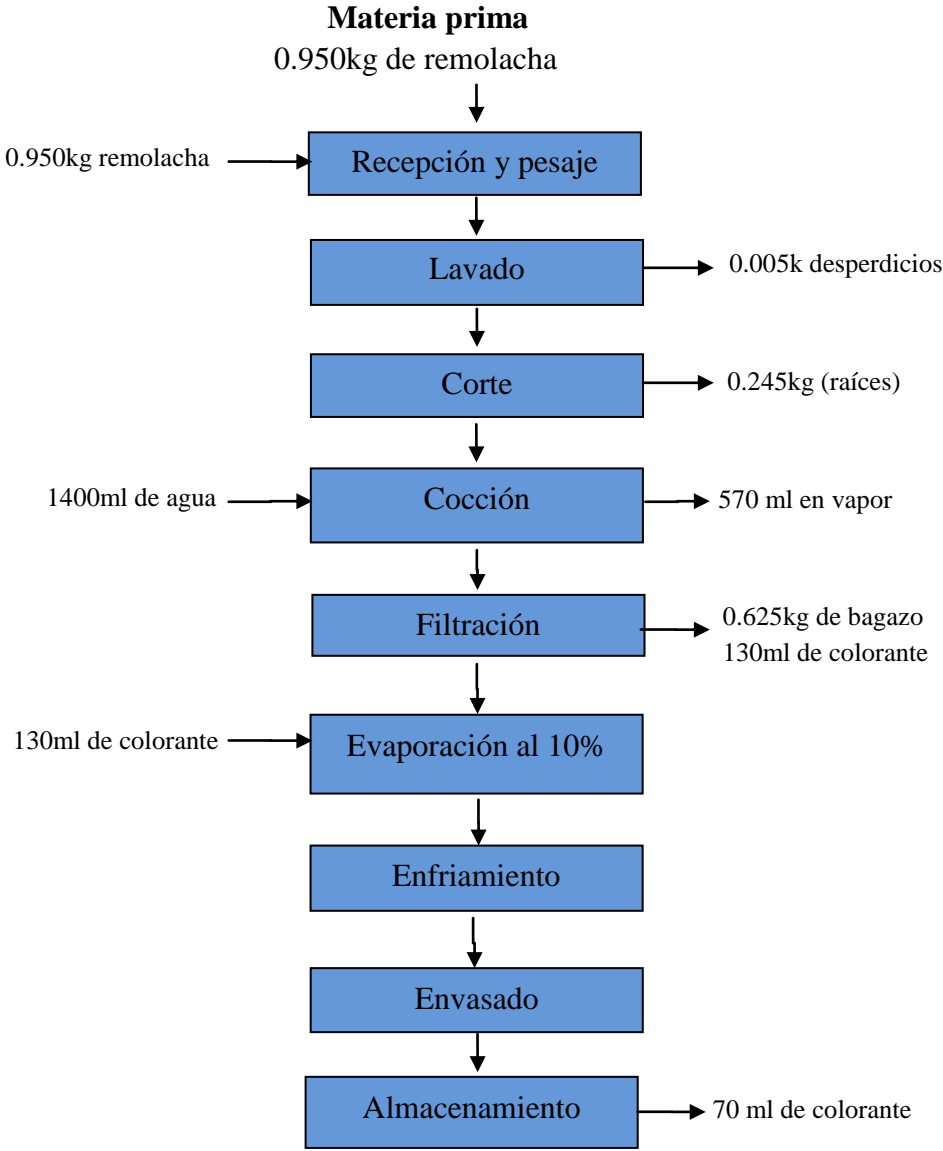 Materia prima
0.950kg de remolacha
0.950kg remolacha
Recepción y pesaje
Lavado
0.005k desperdicios
Corte
0.245kg (raíces)
1400ml de agua
Cocción
570 ml en vapor
Filtración
0.625kg de bagazo
130ml de colorante
130ml de colorante
Evaporación al 10%
Enfriamiento
Envasado
Almacenamiento
70 ml de colorante